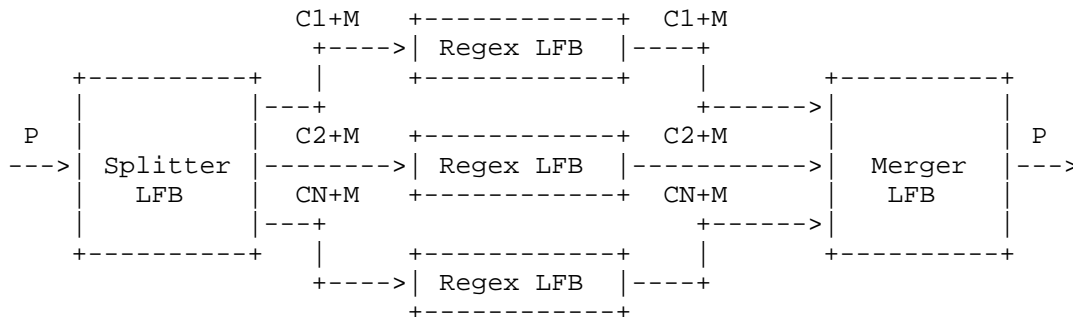 C1+M +------------+ C1+M
+---->| Regex LFB |----+
+----------+ | +------------+ | +----------+
| |---+ +------>| |
P | | C2+M +------------+ C2+M | | P
--->| Splitter |-------->| Regex LFB |------------>| Merger |--->
| LFB | CN+M +------------+ CN+M | LFB |
| |---+ +----->| |
+----------+ | +------------+ | +----------+
+---->| Regex LFB |----+
+------------+